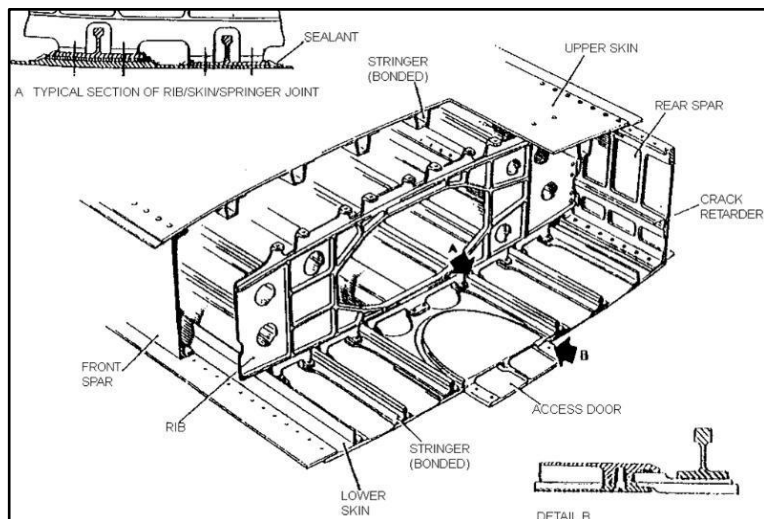 SEALANT
A TYPICAL SECTION OF RIB/SKIN/SPRINGER JOINT
STRINGER
(BONDED)
UPPER SKIN
REAR SPAR
CRACK
RETARDER
A
B
FRONT
SPAR
RIB
ACCESS DOOR
STRINGER
(BONDED)
LOWER
SKIN
DETAIL B